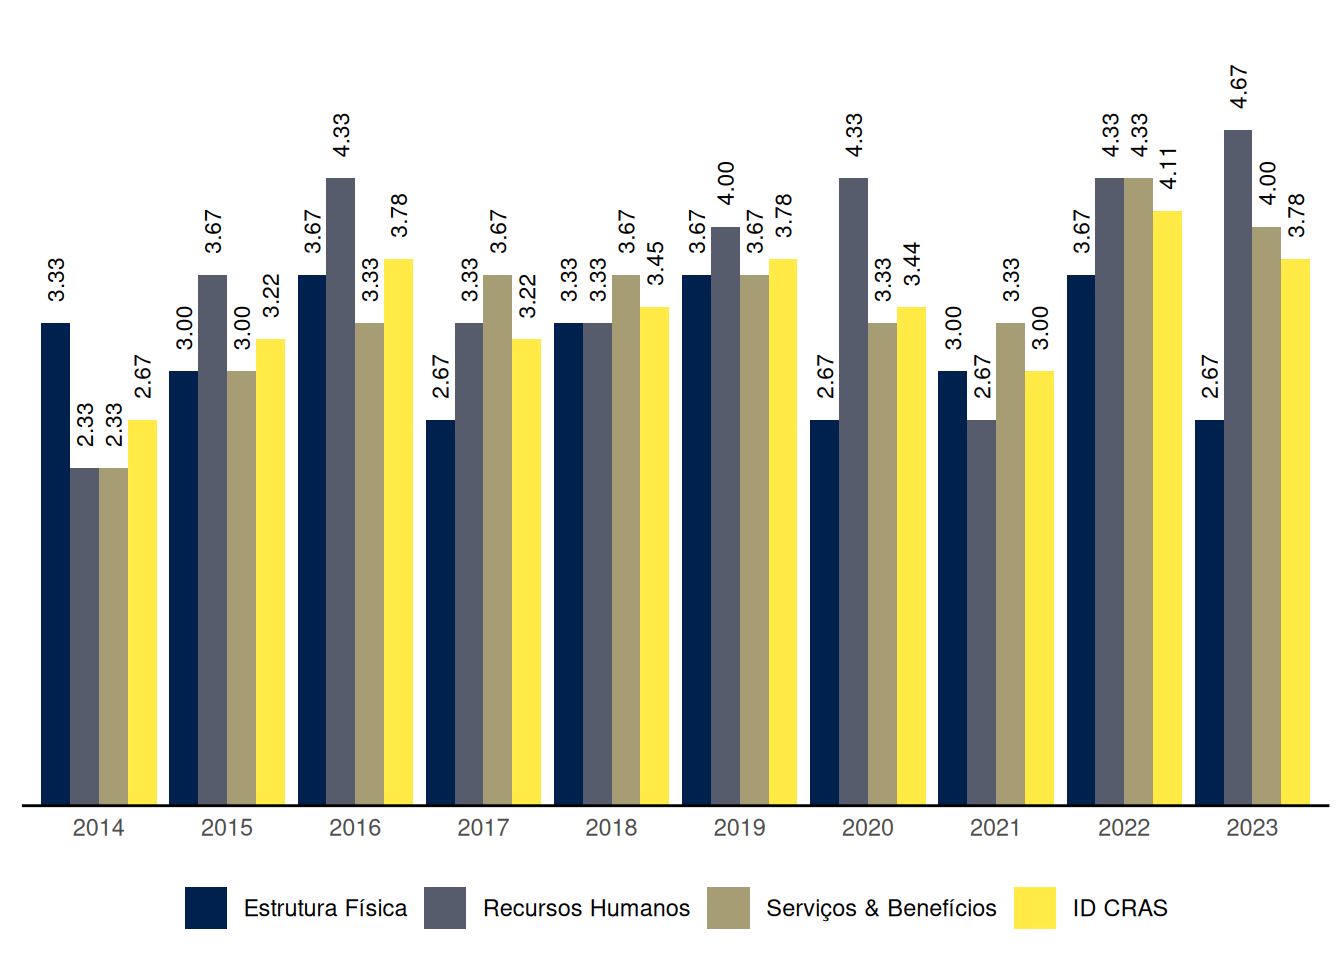 3.33 2.33 2.33 2.67
3.00 3.67 3.00 3.22
3.67 4.33 3.33 3.78
2.67 3.33 3.67 3.22
3.33 3.33 3.67 3.45
3.67 4.00 3.67 3.78
2.67 4.33 3.33 3.44
3.00 2.67 3.33 3.00
3.67 4.33 4.33 4.11
2.67 4.67 4.00 3.78
2014 2015 2016 2017 2018 2019 2020 2021 2022 2023
Estrutura Física Recursos Humanos Serviços & Benefícios ID CRAS